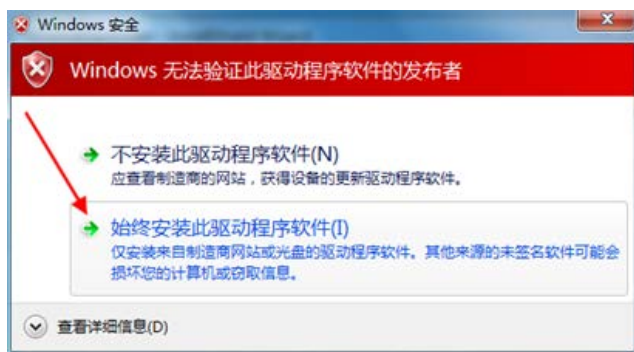 Windows 安全
Windows 无法验证此驱动程序软件的发布者
不安装此驱动程序软件(N)
应查看制造商的网站，获得设备的更新驱动程序软件。
始终安装此驱动程序软件(I)
仅安装来自制造商网站或光盘的驱动程序软件。其他来源的未签名软件可能会
损坏您的计算机或窃取信息。
查看详细信息(D)